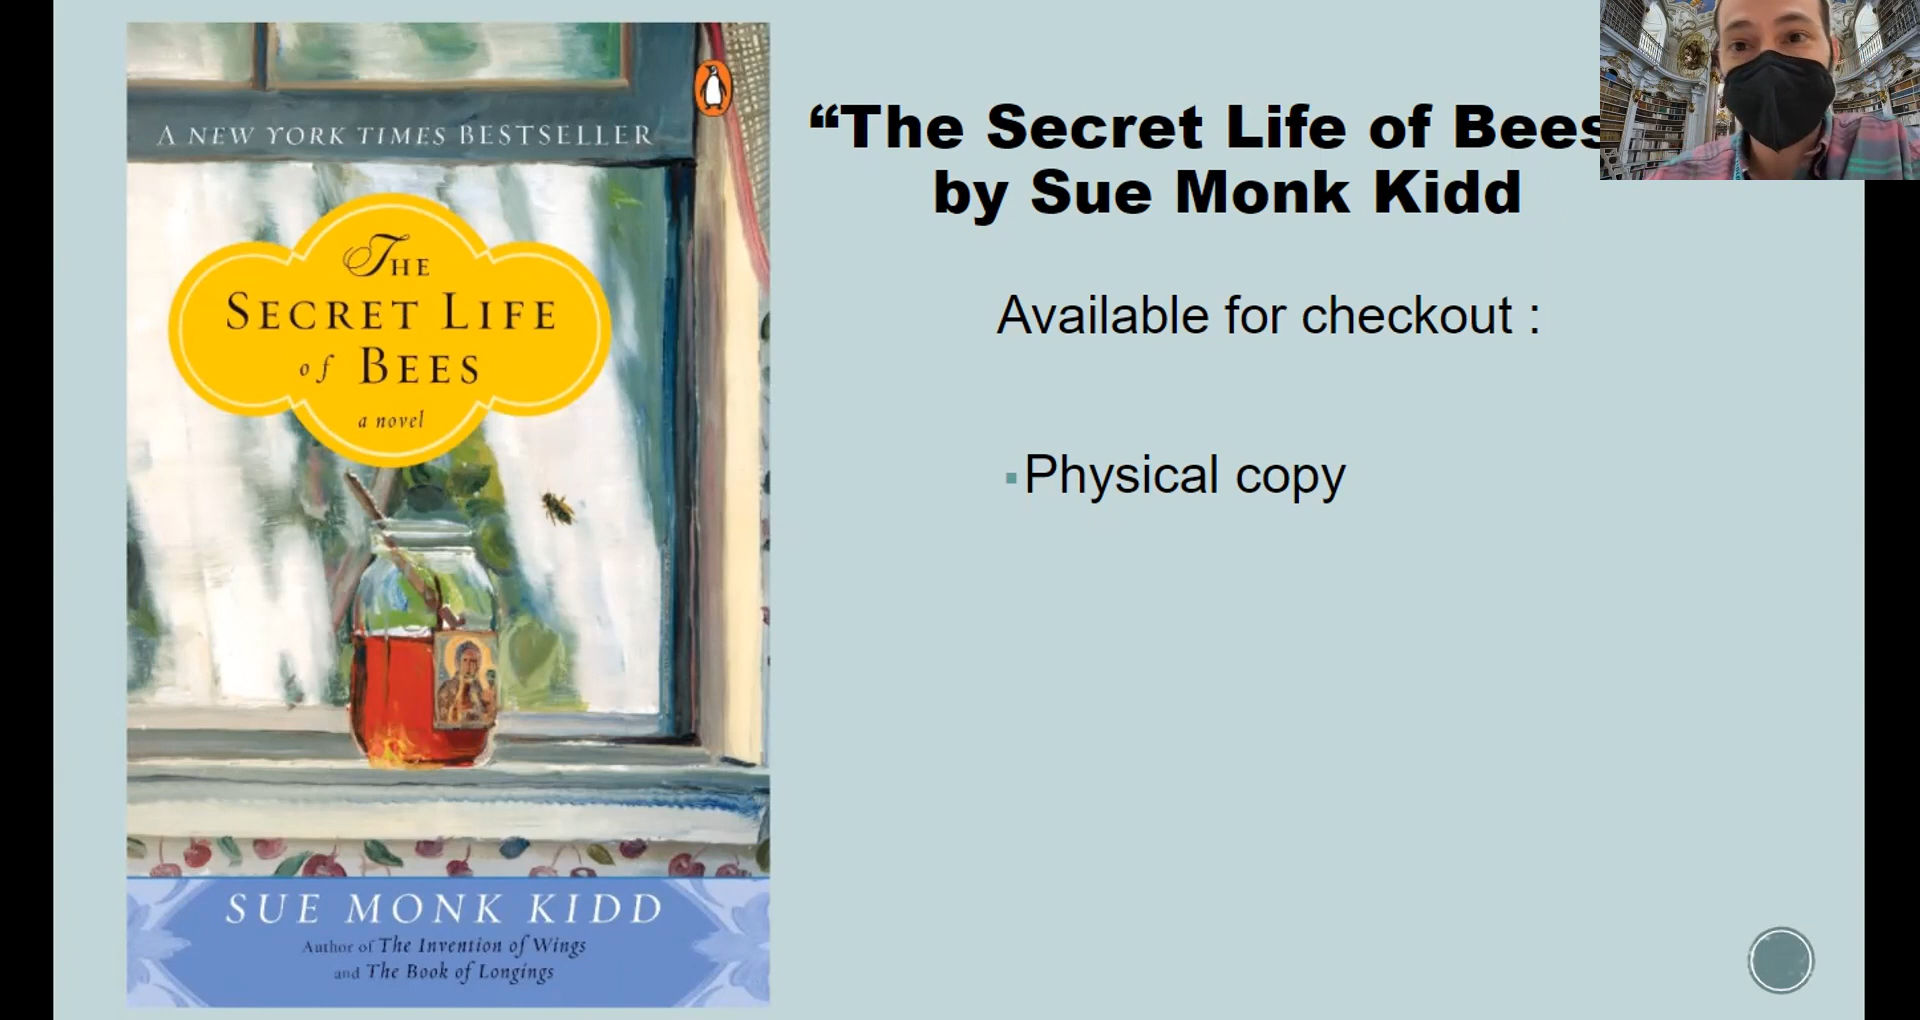 A NEW YORK TIMES BESTSELLER
THE
SECRET LIFE
of BEES
a novel
SUE MONK KIDD
Author of The Invention of Wings
and The Book of Longings
“The Secret Life of Bees
by Sue Monk Kidd
Available for checkout :
▪Physical copy